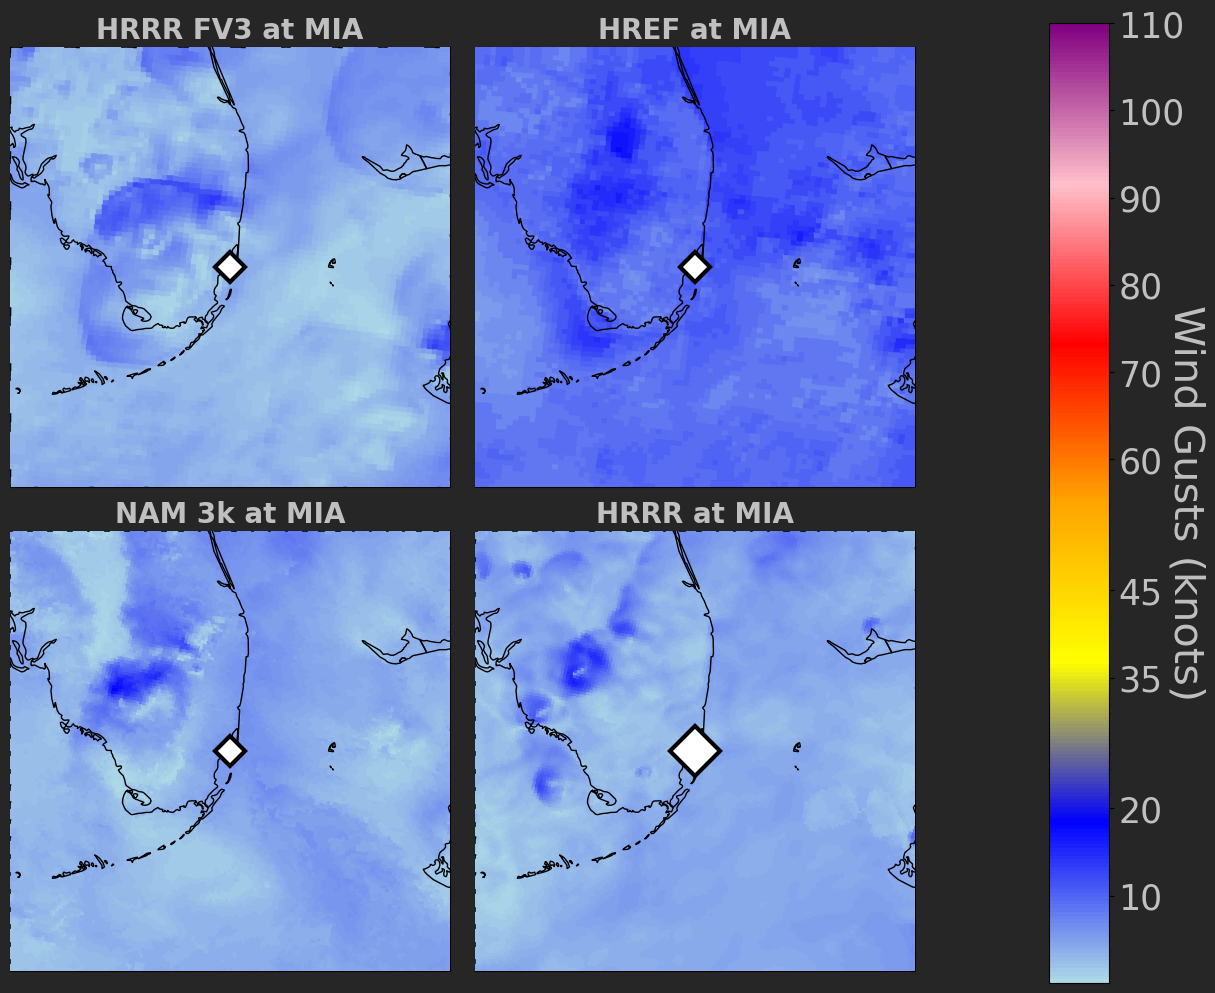 HRRR FV3 at MIA
HREF at MIA
NAM 3k at MIA
HRRR at MIA
110
100
90
80
70
60
45
35
20
10
Wind Gusts (knots)